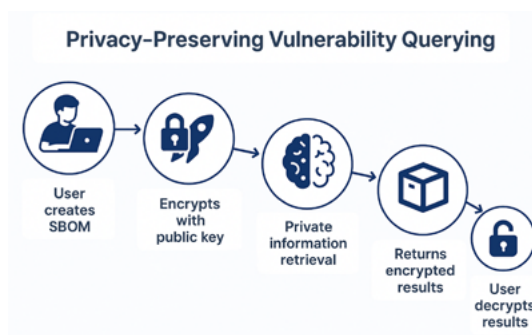 Privacy-Preserving Vulnerability Querying
User
creates
SBOM
Encrypts
with
public key
Private
information
retrieval
Returns
encrypted
results
User
decrypts
results